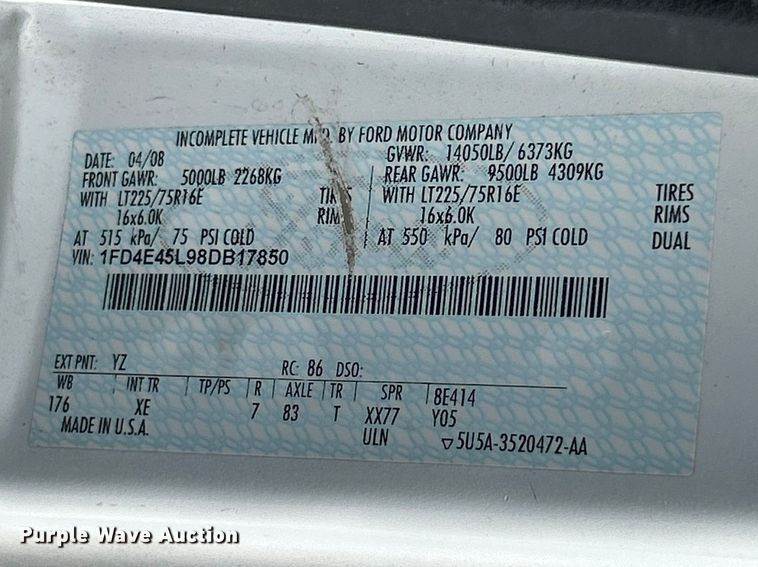 INCOMPLETE VEHICLE MFD. BY FORD MOTOR COMPANY
DATE: 04/08 GVWR: 14050LB/ 6373KG
FRONT GAWR: 5000LB 2268KG REAR GAWR: 9500LB 4309KG
WITH LT225/75R16E TIRES WITH LT225/75R16E TIRES
16x6.0K RIMS 16x6.0K RIMS
AT 515 kPa/ 75 PSI COLD AT 550 kPa/ 80 PSI COLD DUAL
VIN: 1FD4E45L98DB17850
EXT PNT: YZ RC: 86 DSO:
WB INT TR TP/PS R AXLE TR SPR 8E414
176 XE 7 83 T XX77 Y05
MADE IN U.S.A. ULN 5U5A-3520472-AA
Purple Wave Auction